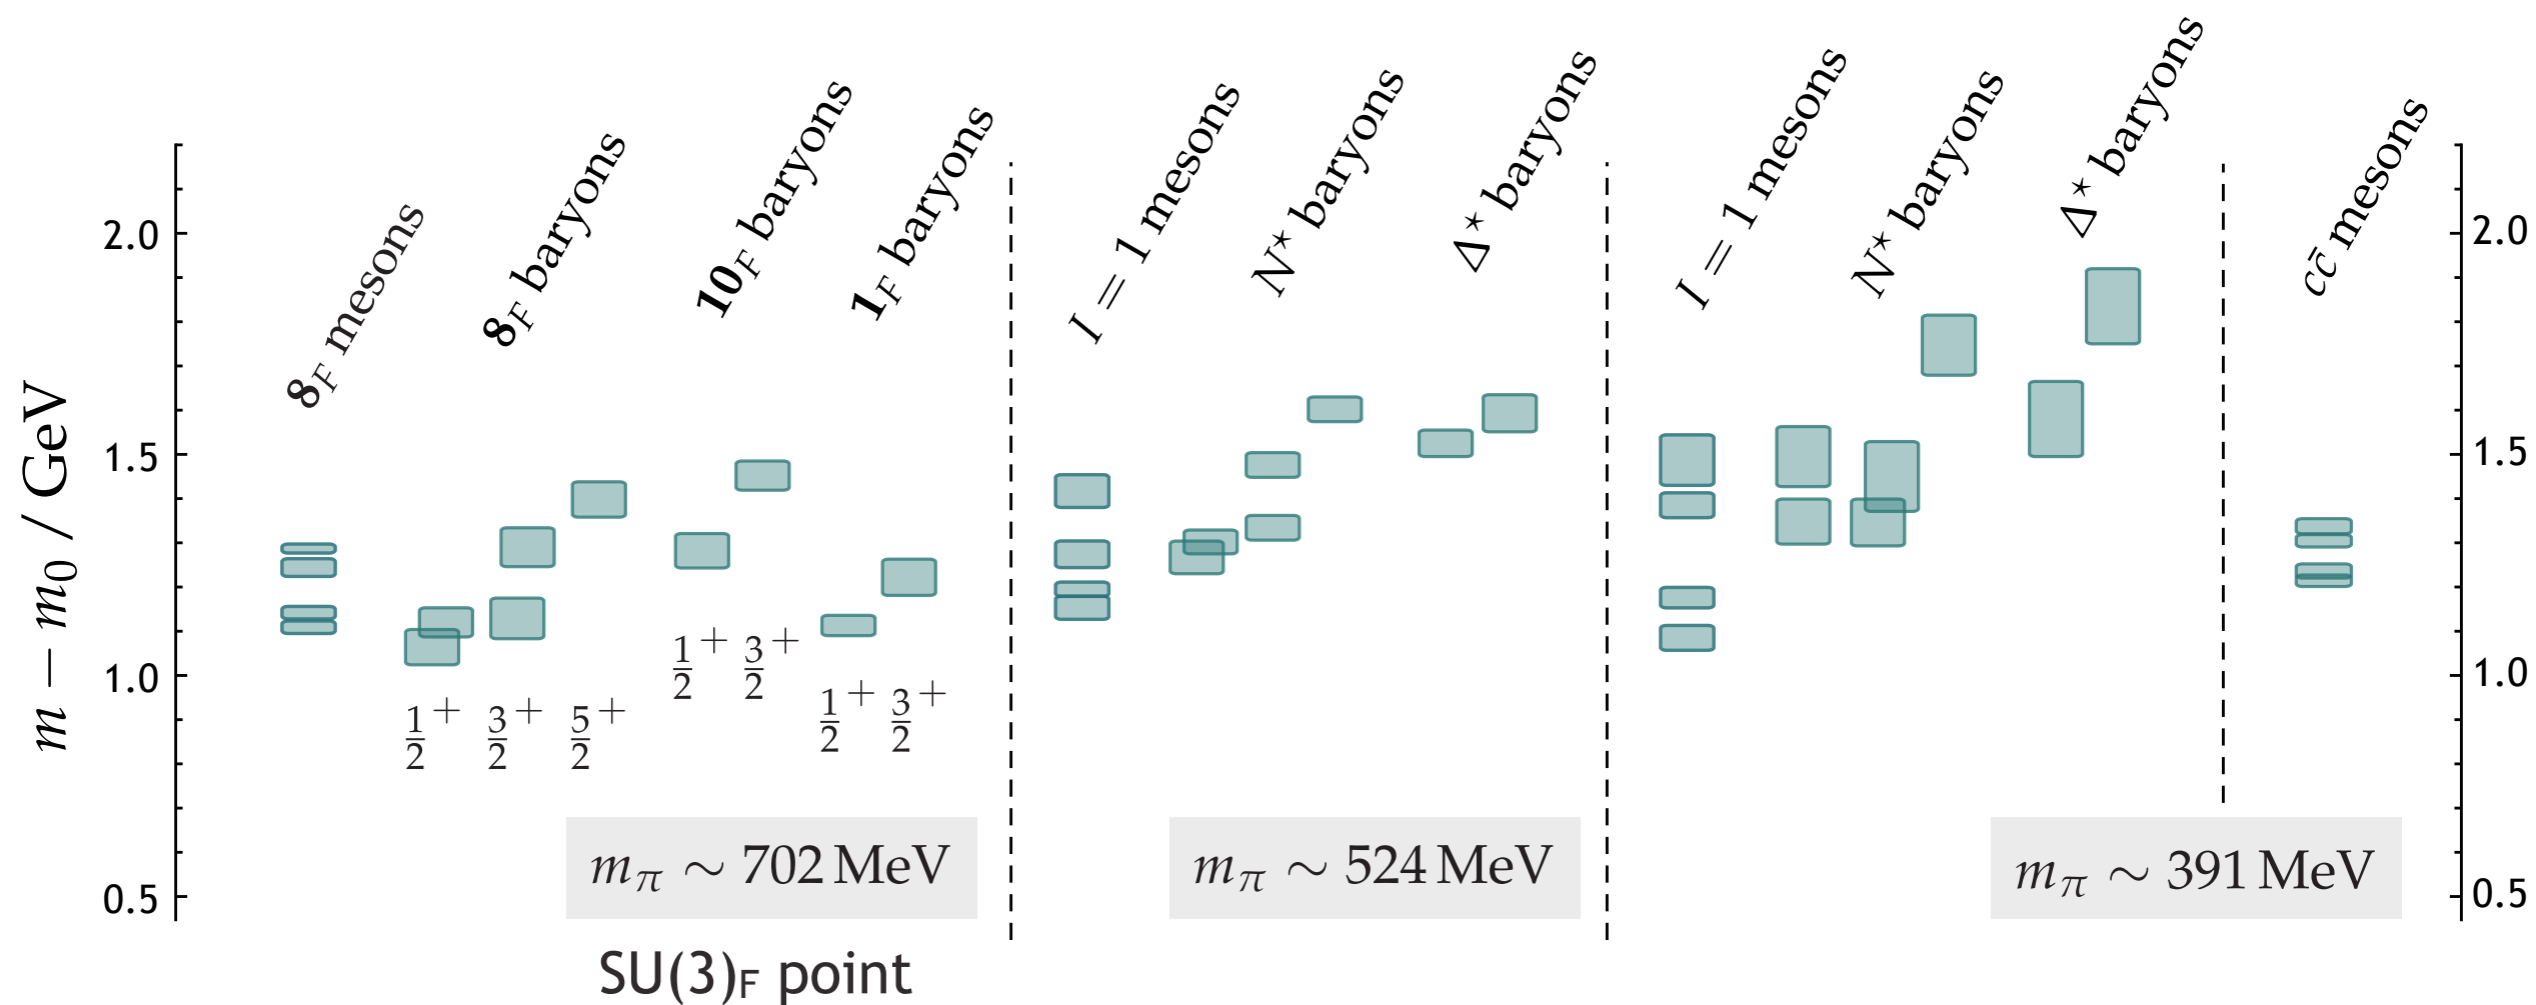 8F mesons
8F baryons
10F baryons
1F baryons
I = 1 mesons
N⋆ baryons
Δ⋆ baryons
I = 1 mesons
N⋆ baryons
Δ⋆ baryons
cc̄ mesons
m − m0 / GeV
2.0
1.5
1.0
0.5
2.0
1.5
1.0
0.5
1/2+ 3/2+ 5/2+
1/2+ 3/2+
1/2+ 3/2+
mπ ∼ 702 MeV
mπ ∼ 524 MeV
mπ ∼ 391 MeV
SU(3)F point